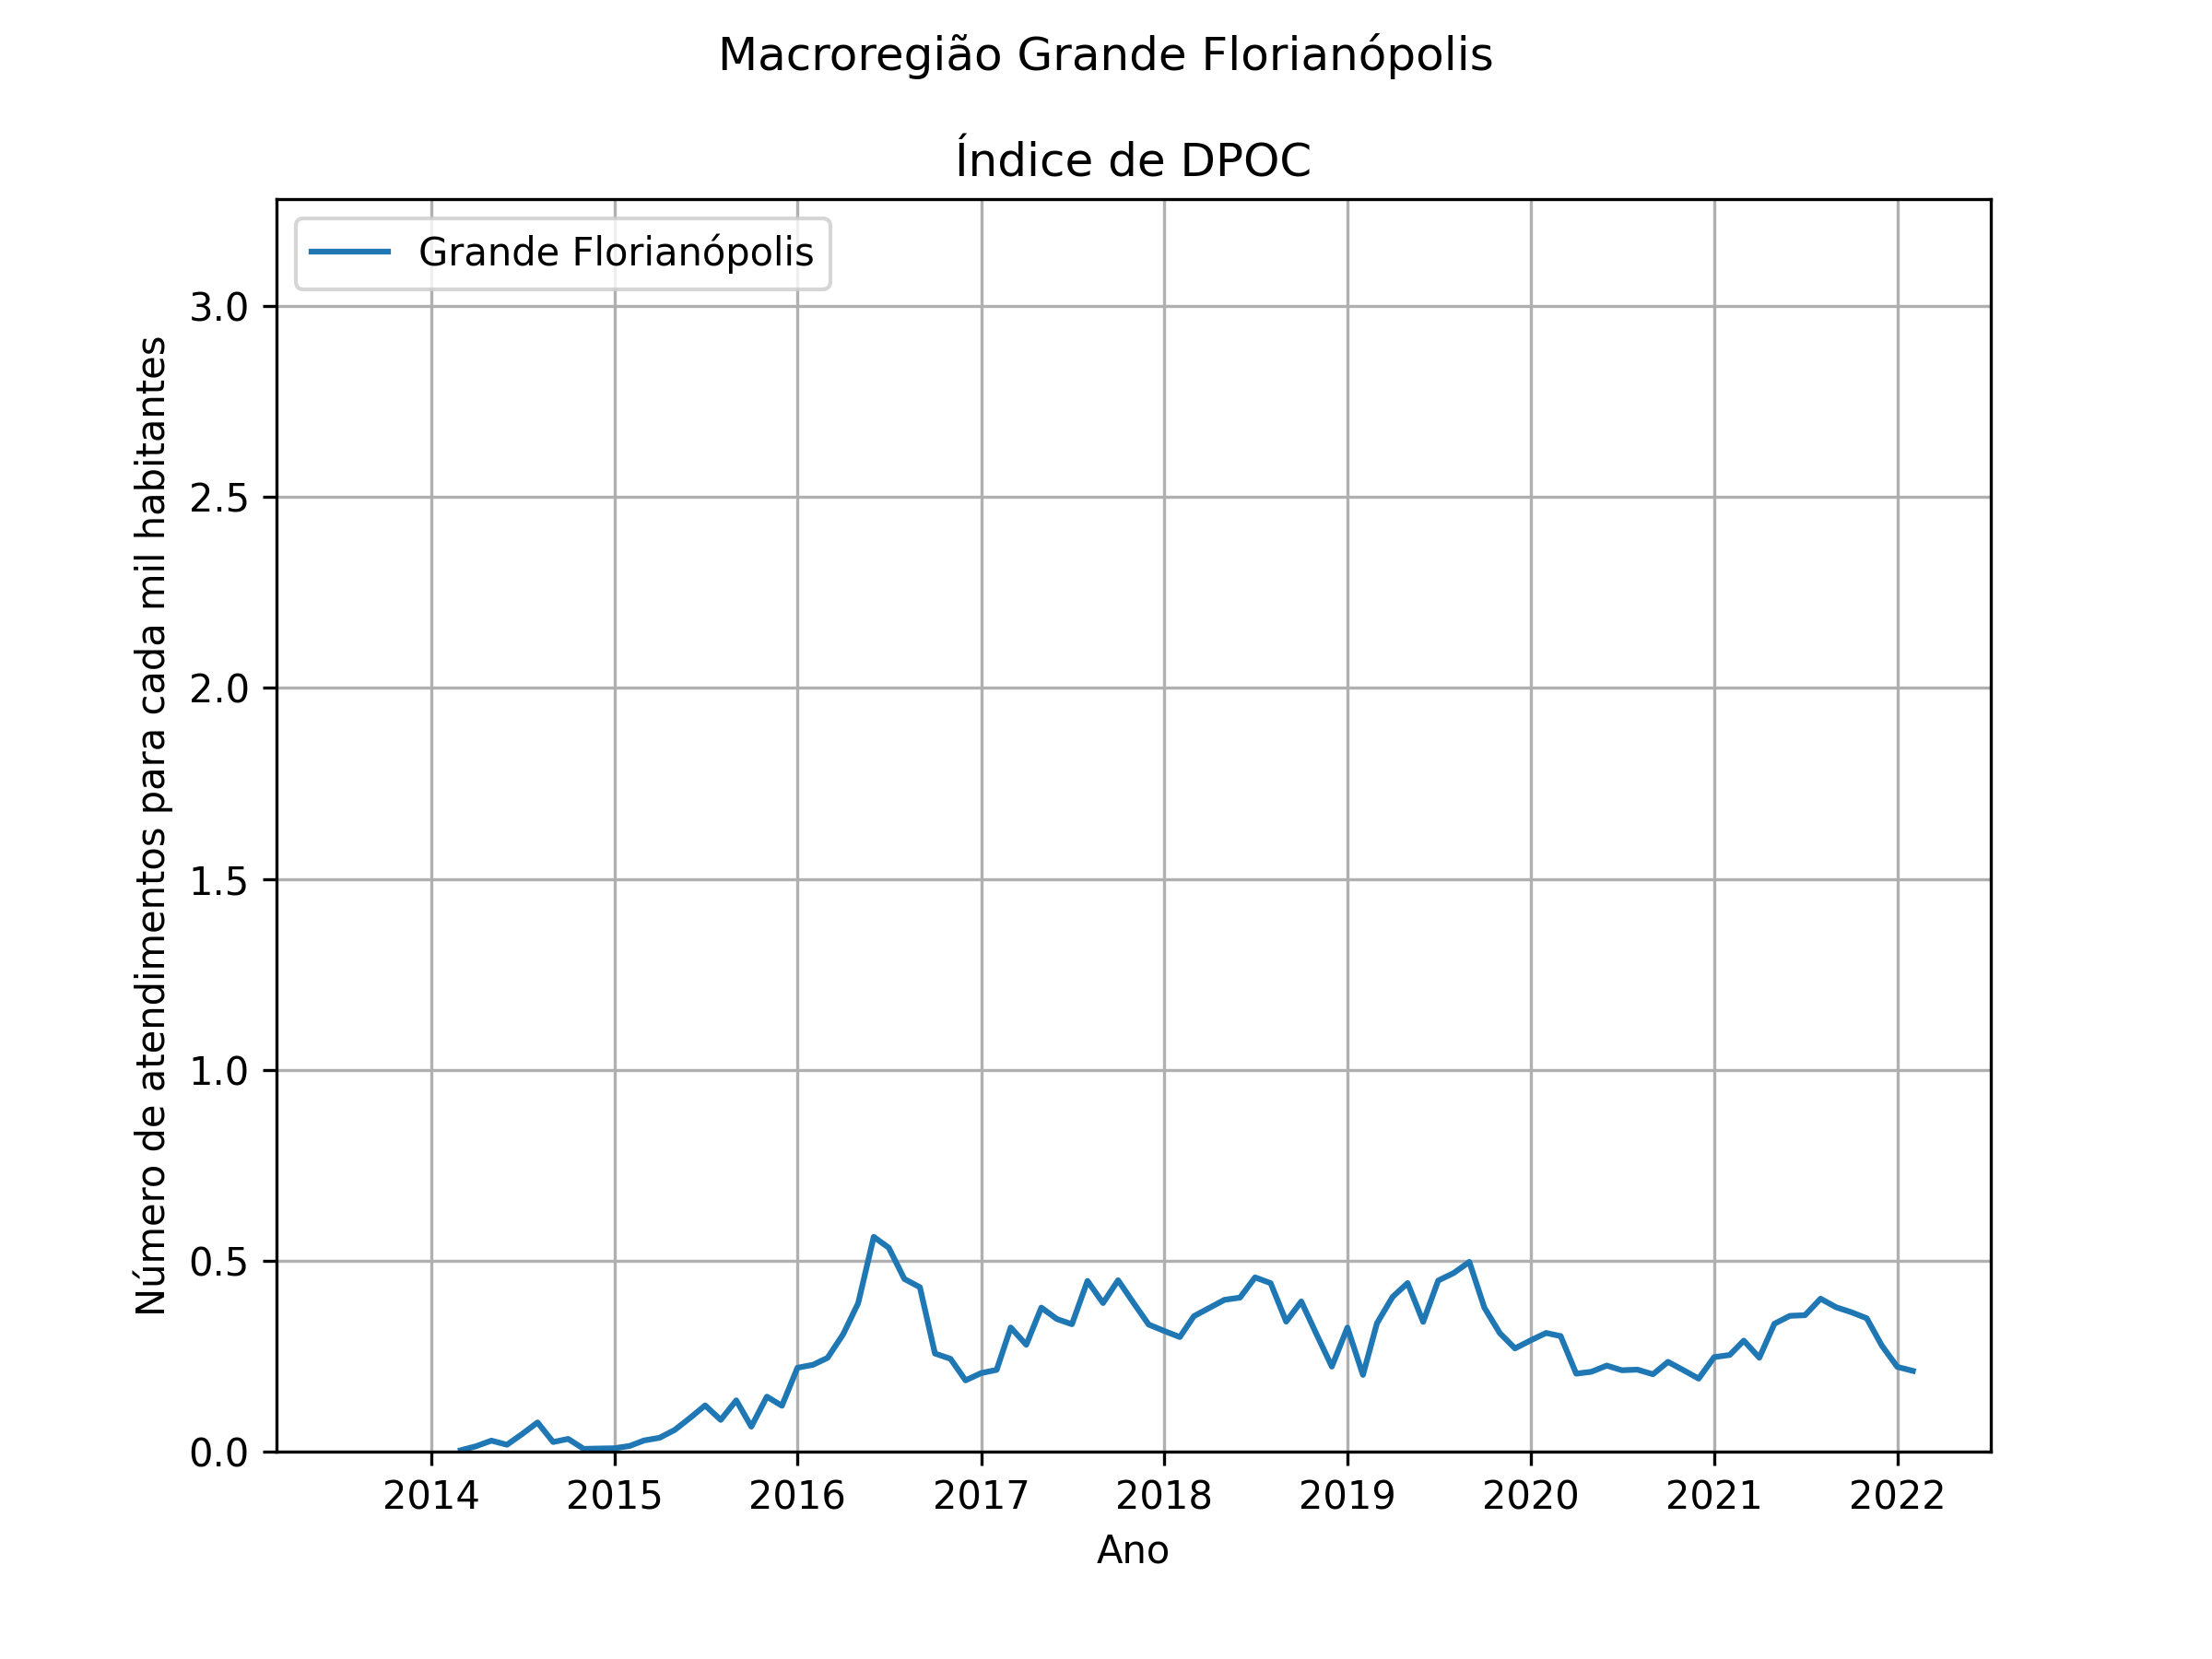 Macroregião Grande Florianópolis
Índice de DPOC
Grande Florianópolis
Número de atendimentos para cada mil habitantes
3.0
2.5
2.0
1.5
1.0
0.5
0.0
2014 2015 2016 2017 2018 2019 2020 2021 2022
Ano